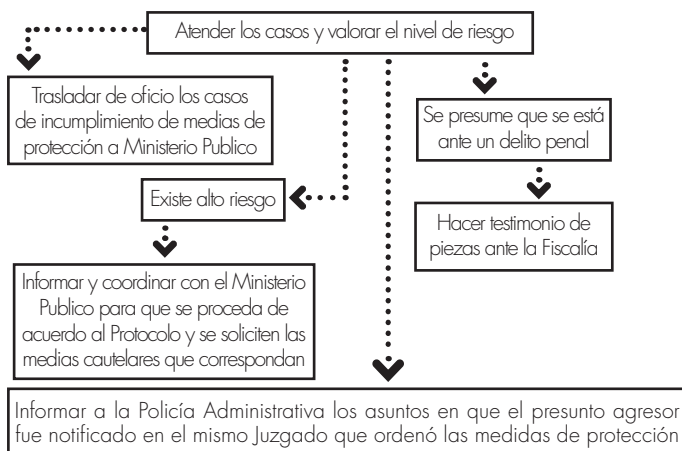 Atender los casos y valorar el nivel de riesgo
Trasladar de oficio los casos
de incumplimiento de medias de
protección a Ministerio Publico
Se presume que se está
ante un delito penal
Existe alto riesgo
Hacer testimonio de
piezas ante la Fiscalía
Informar y coordinar con el Ministerio
Publico para que se proceda de
acuerdo al Protocolo y se soliciten las
medias cautelares que correspondan
Informar a la Policía Administrativa los asuntos en que el presunto agresor
fue notificado en el mismo Juzgado que ordenó las medidas de protección